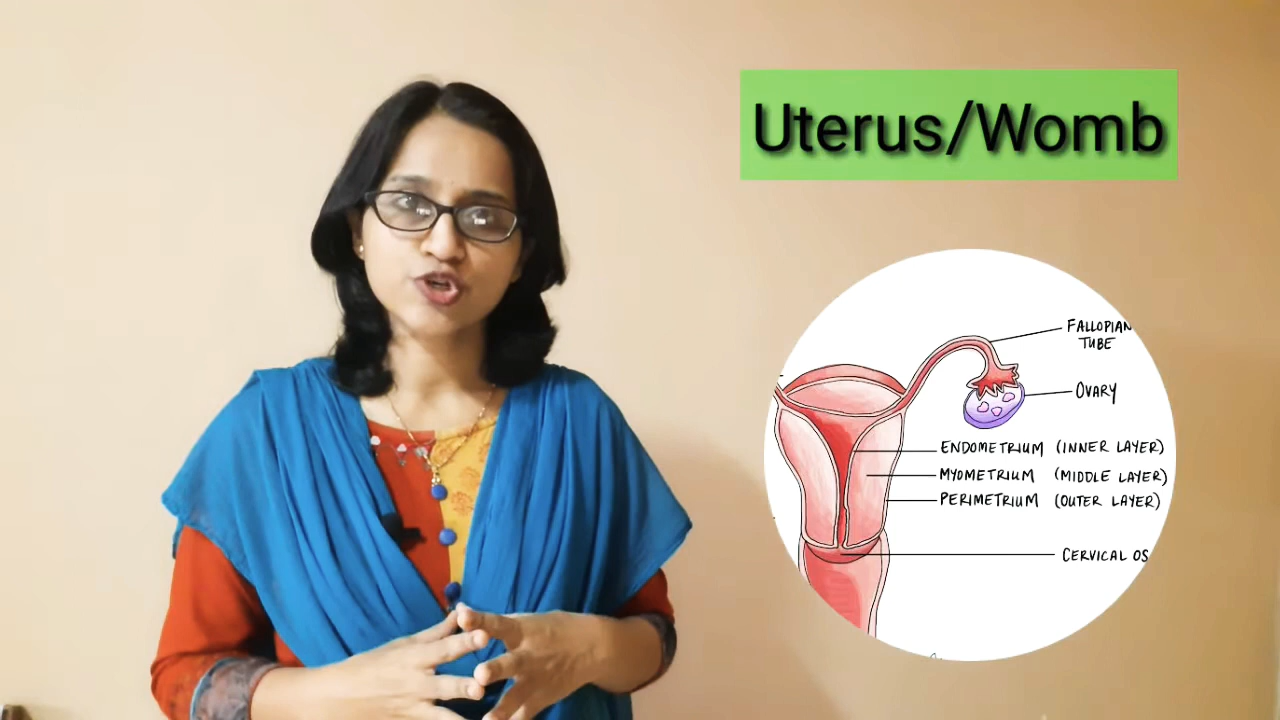 Uterus/Womb
FALLOPIAN
TUBE
OVARY
ENDOMETRIUM (INNER LAYER)
MYOMETRIUM (MIDDLE LAYER)
PERIMETRIUM (OUTER LAYER)
CERVICAL OS